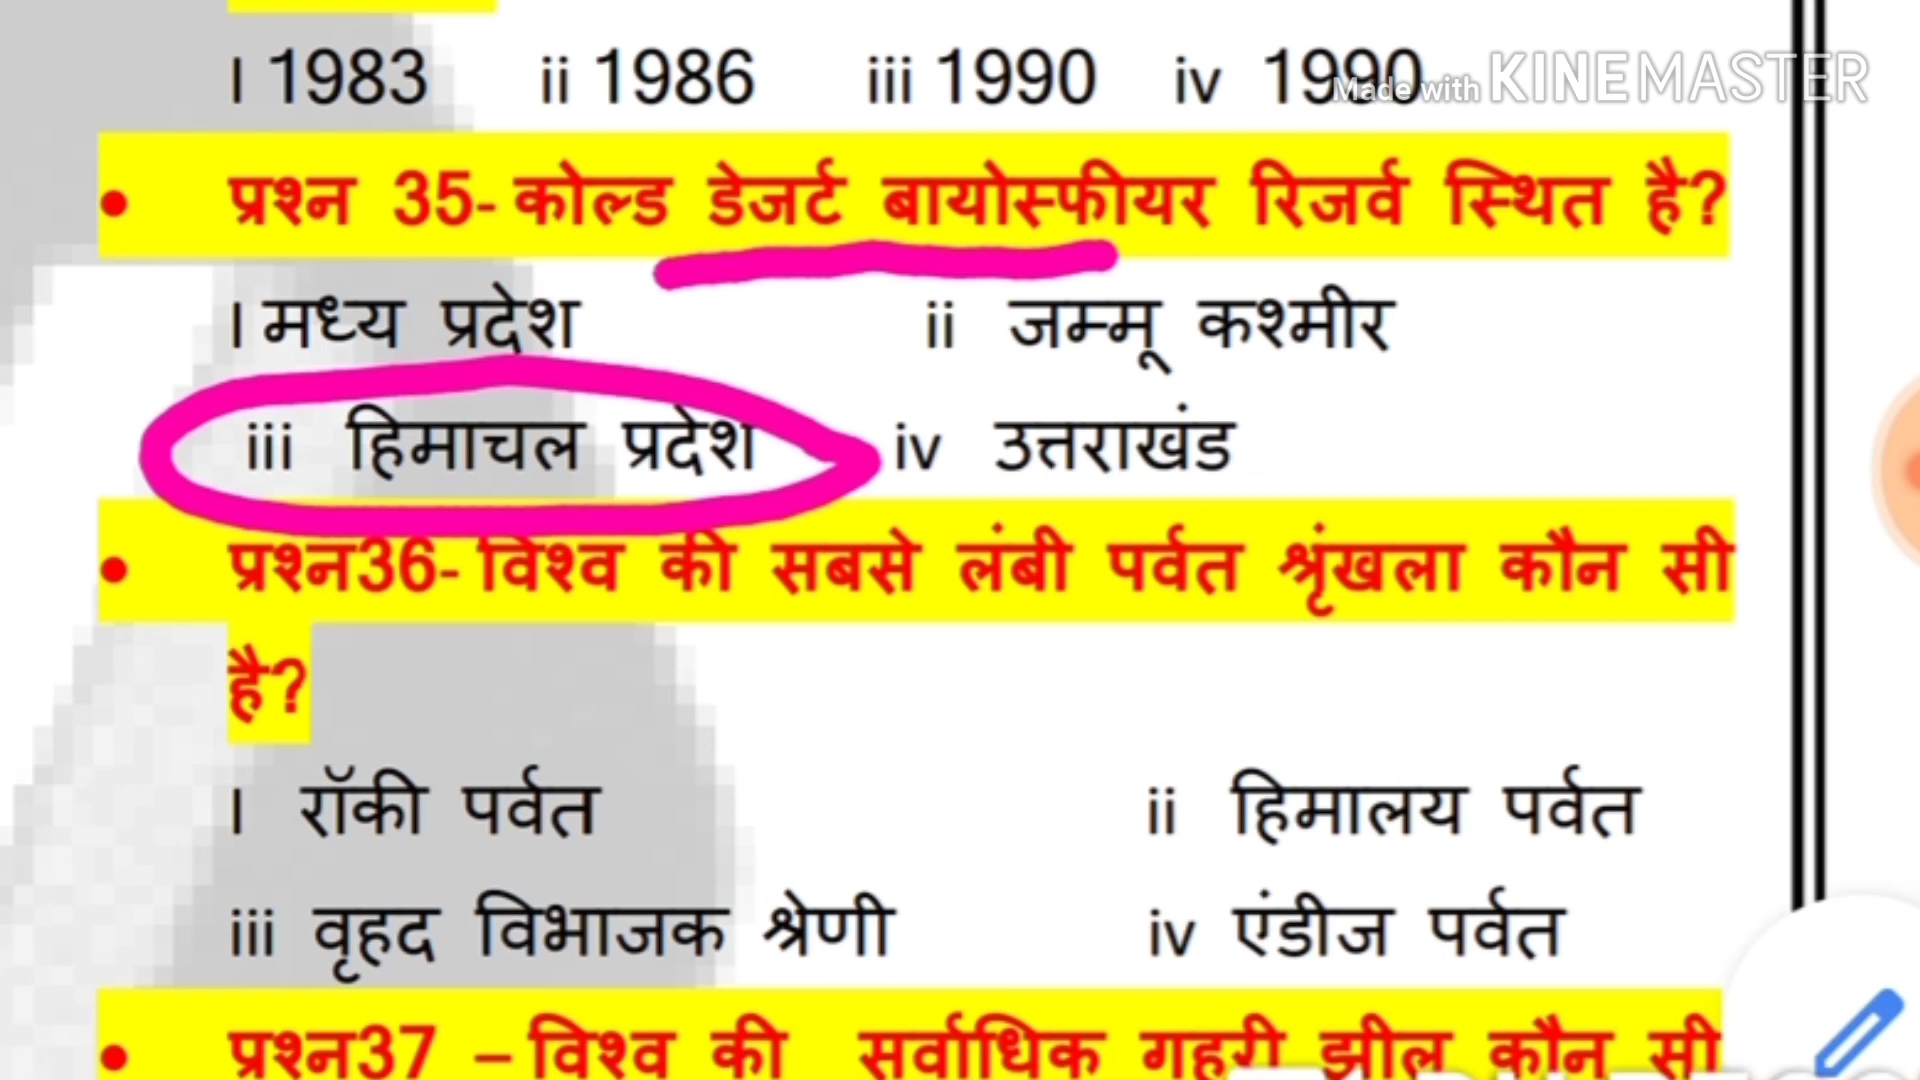 I 1983 ii 1986 iii 1990 iv 1990
Made with KINEMASTER
• प्रश्न 35- कोल्ड डेजर्ट बायोस्फीयर रिजर्व स्थित है?
I मध्य प्रदेश ii जम्मू कश्मीर
iii हिमाचल प्रदेश iv उत्तराखंड
• प्रश्न36- विश्व की सबसे लंबी पर्वत श्रृंखला कौन सी
है?
I रॉकी पर्वत ii हिमालय पर्वत
iii वृहद विभाजक श्रेणी iv एंडीज पर्वत
• प्रश्न37 – विश्व की सर्वाधिक गहरी झील कौन सी